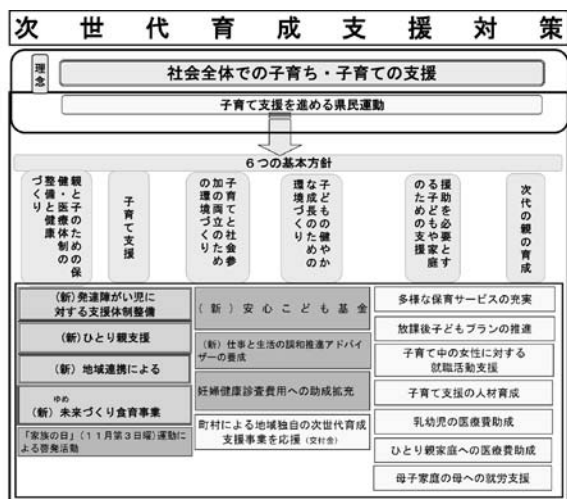 次世代育成支援対策
理念
社会全体での子育ち・子育ての支援
子育て支援を進める県民運動
6つの基本方針
親と子のための保
健・医療体制の
整備と健康
づくり
子育て支援
子育てと社会参
加の両立のため
の環境づくり
子どもの健やか
な成長のための
環境づくり
援助を必要とす
る子どもや家庭
のための支援
次代の親の育成
(新)発達障がい児に
対する支援体制整備
(新)ひとり親支援
(新)地域連携による
ゆめ
(新)未来づくり食育事業
「家族の日」(11月第3日曜)運動に
よる啓発活動
(新)安心こども基金
(新)仕事と生活の調和推進アドバイ
ザーの養成
妊婦健康診査費用への助成拡充
町村による地域独自の次世代育成
支援事業を応援(交付金)
多様な保育サービスの充実
放課後子どもプランの推進
子育て中の女性に対する
就職活動支援
子育て支援の人材育成
乳幼児の医療費助成
ひとり親家庭への医療費助成
母子家庭の母への就労支援